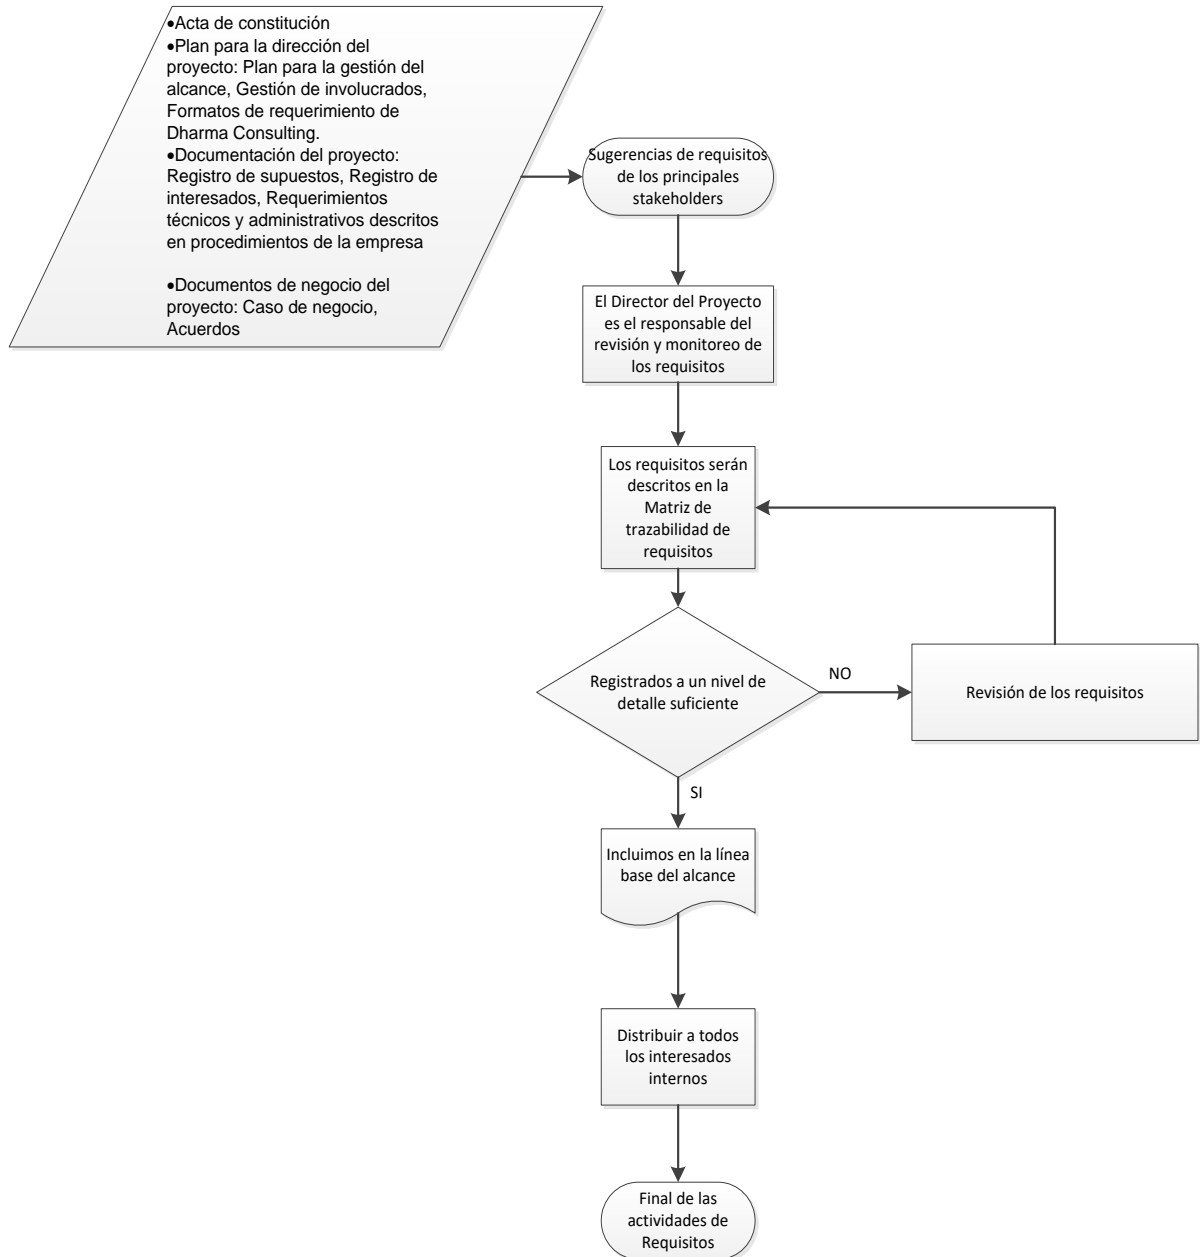 •Acta de constitución
•Plan para la dirección del
proyecto: Plan para la gestión del
alcance, Gestión de involucrados,
Formatos de requerimiento de
Dharma Consulting.
•Documentación del proyecto:
Registro de supuestos, Registro de
interesados, Requerimientos
técnicos y administrativos descritos
en procedimientos de la empresa
•Documentos de negocio del
proyecto: Caso de negocio,
Acuerdos
Sugerencias de requisitos
de los principales
stakeholders
El Director del Proyecto
es el responsable del
revisión y monitoreo de
los requisitos
Los requisitos serán
descritos en la
Matriz de
trazabilidad de
requisitos
Registrados a un nivel de
detalle suficiente
NO
Revisión de los requisitos
SI
Incluimos en la línea
base del alcance
Distribuir a todos
los interesados
internos
Final de las
actividades de
Requisitos